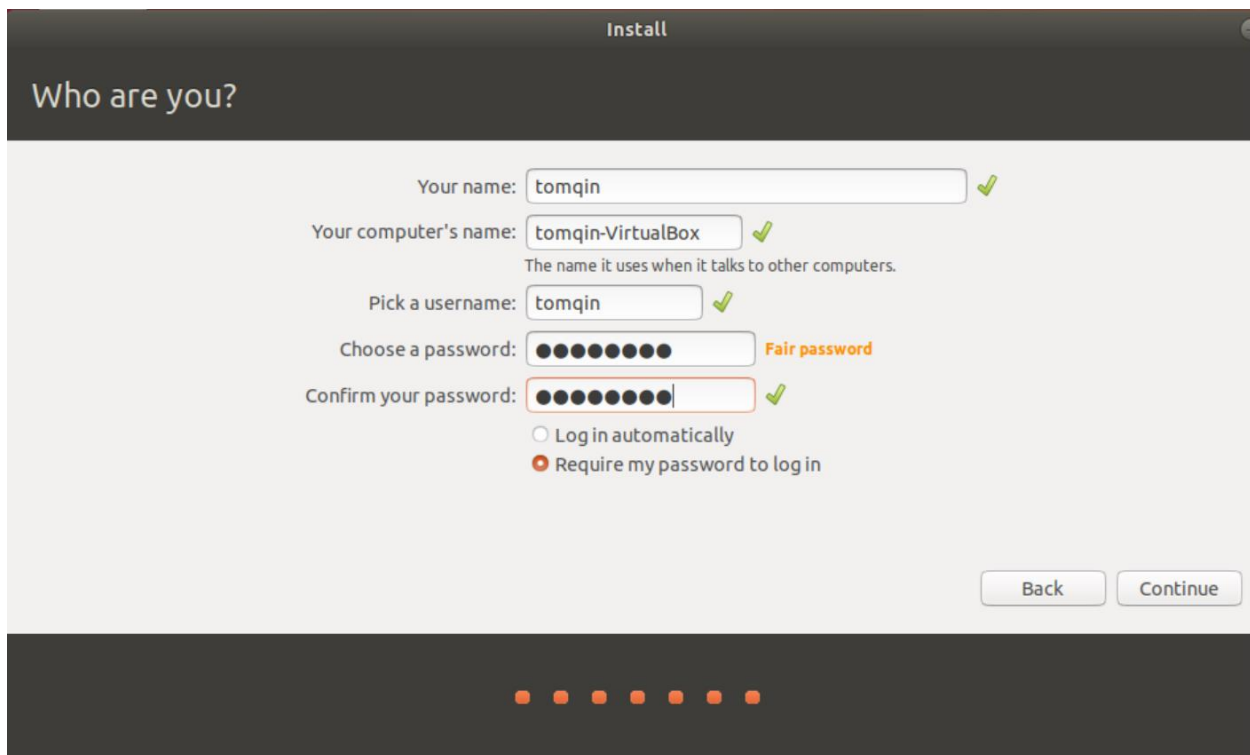 Install
Who are you?
Your name: tomqin
Your computer's name: tomqin-VirtualBox
The name it uses when it talks to other computers.
Pick a username: tomqin
Choose a password: ●●●●●●●● Fair password
Confirm your password: ●●●●●●●●
Log in automatically
Require my password to log in
Back Continue